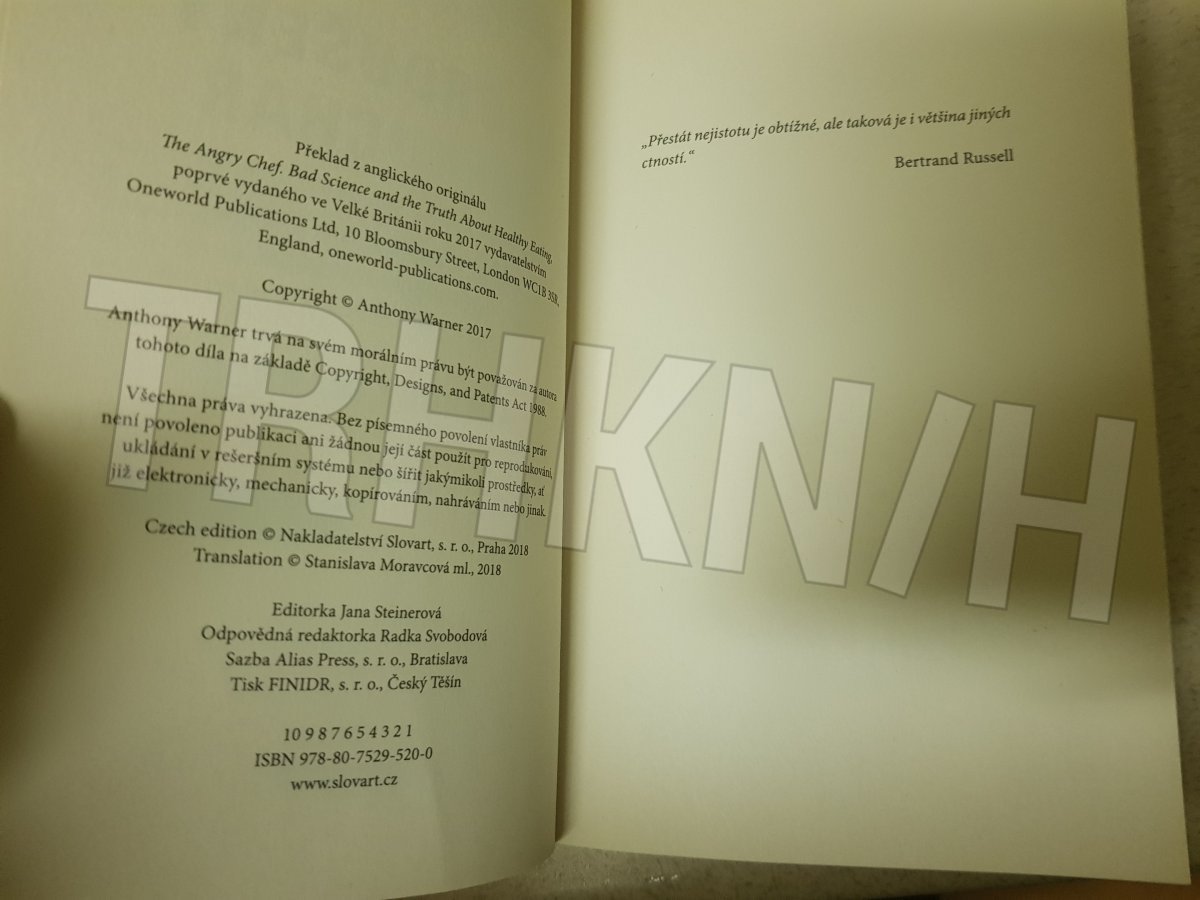 Překlad z anglického originálu
The Angry Chef. Bad Science and the Truth About Healthy Eating,
poprvé vydaného ve Velké Británii roku 2017 vydavatelstvím
Oneworld Publications Ltd, 10 Bloomsbury Street, London WC1B 3SR,
England, oneworld-publications.com.
Copyright © Anthony Warner 2017
Anthony Warner trvá na svém morálním právu být považován za autora
tohoto díla na základě Copyright, Designs, and Patents Act 1988.
Všechna práva vyhrazena. Bez písemného povolení vlastníka práv
není povoleno publikaci ani žádnou její část použít pro reprodukování,
ukládání v rešeršním systému nebo šířit jakýmikoli prostředky, ať
již elektronicky, mechanicky, kopírováním, nahráváním nebo jinak.
Czech edition © Nakladatelství Slovart, s. r. o., Praha 2018
Translation © Stanislava Moravcová ml., 2018
Editorka Jana Steinerová
Odpovědná redaktorka Radka Svobodová
Sazba Alias Press, s. r. o., Bratislava
Tisk FINIDR, s. r. o., Český Těšín
10 9 8 7 6 5 4 3 2 1
ISBN 978-80-7529-520-0
www.slovart.cz
„Přestát nejistotu je obtížné, ale taková je i většina jiných
ctností.“
Bertrand Russell
TRHKN/H